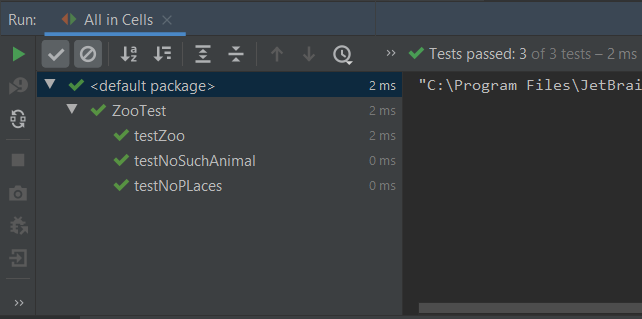 Run: All in Cells
Tests passed: 3 of 3 tests – 2 ms
<default package> 2 ms
"C:\Program Files\JetBrai
ZooTest 2 ms
testZoo 2 ms
testNoSuchAnimal 0 ms
testNoPLaces 0 ms